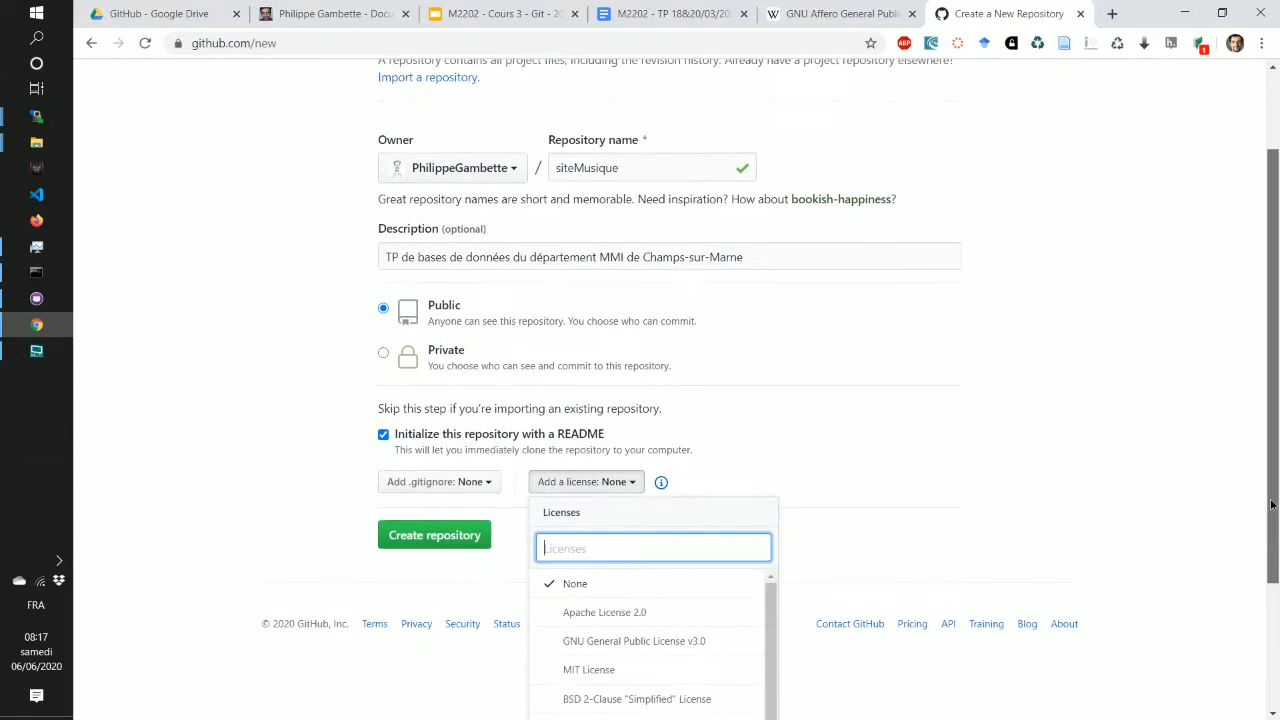 GitHub - Google Drive
Philippe Gambette - Docu
M2202 - Cours 3 - Git - 20
M2202 - TP 18&20/03/20
GNU Affero General Publi
Create a New Repository
github.com/new
ABP
1
A repository contains all project files, including the revision history. Already have a project repository elsewhere?
Import a repository.
Owner
Repository name *
PhilippeGambette
/
siteMusique
Great repository names are short and memorable. Need inspiration? How about bookish-happiness?
Description (optional)
TP de bases de données du département MMI de Champs-sur-Marne
Public
Anyone can see this repository. You choose who can commit.
Private
You choose who can see and commit to this repository.
Skip this step if you're importing an existing repository.
Initialize this repository with a README
This will let you immediately clone the repository to your computer.
Add .gitignore: None
Add a license: None
Licenses
Licenses
None
Apache License 2.0
GNU General Public License v3.0
MIT License
BSD 2-Clause "Simplified" License
Create repository
© 2020 GitHub, Inc.
Terms
Privacy
Security
Status
Contact GitHub
Pricing
API
Training
Blog
About
FRA
08:17
samedi
06/06/2020